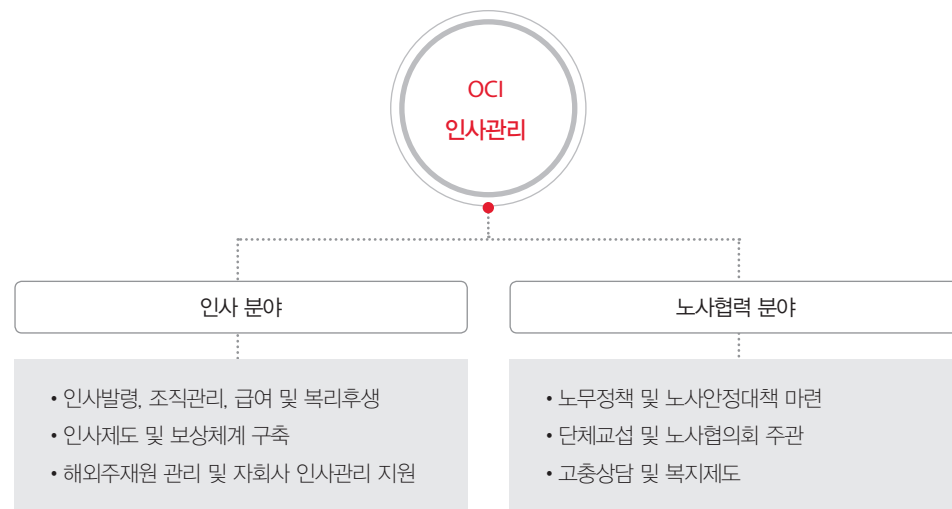 OCI
인사관리
인사 분야
• 인사발령, 조직관리, 급여 및 복리후생
• 인사제도 및 보상체계 구축
• 해외주재원 관리 및 자회사 인사관리 지원
노사협력 분야
• 노무정책 및 노사안정대책 마련
• 단체교섭 및 노사협의회 주관
• 고충상담 및 복지제도